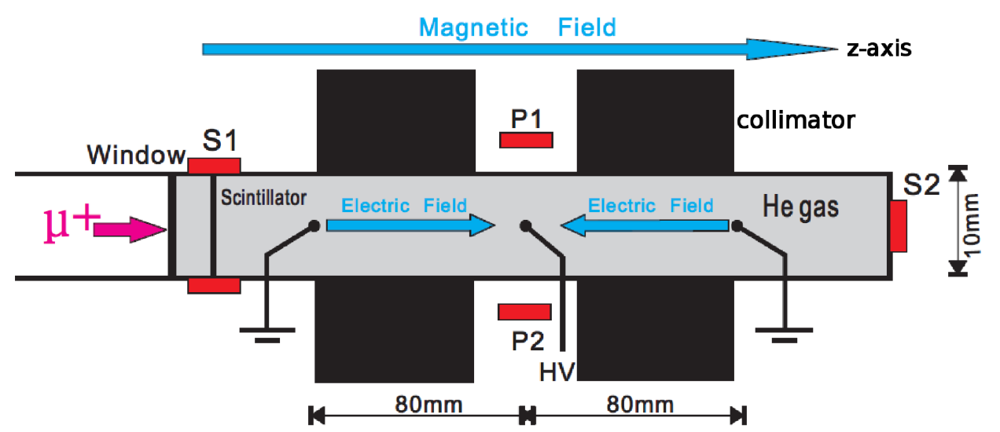 Magnetic Field
z-axis
P1
collimator
Window
S1
Scintillator
Electric Field
Electric Field
He gas
S2
µ+
10mm
P2
HV
80mm
80mm